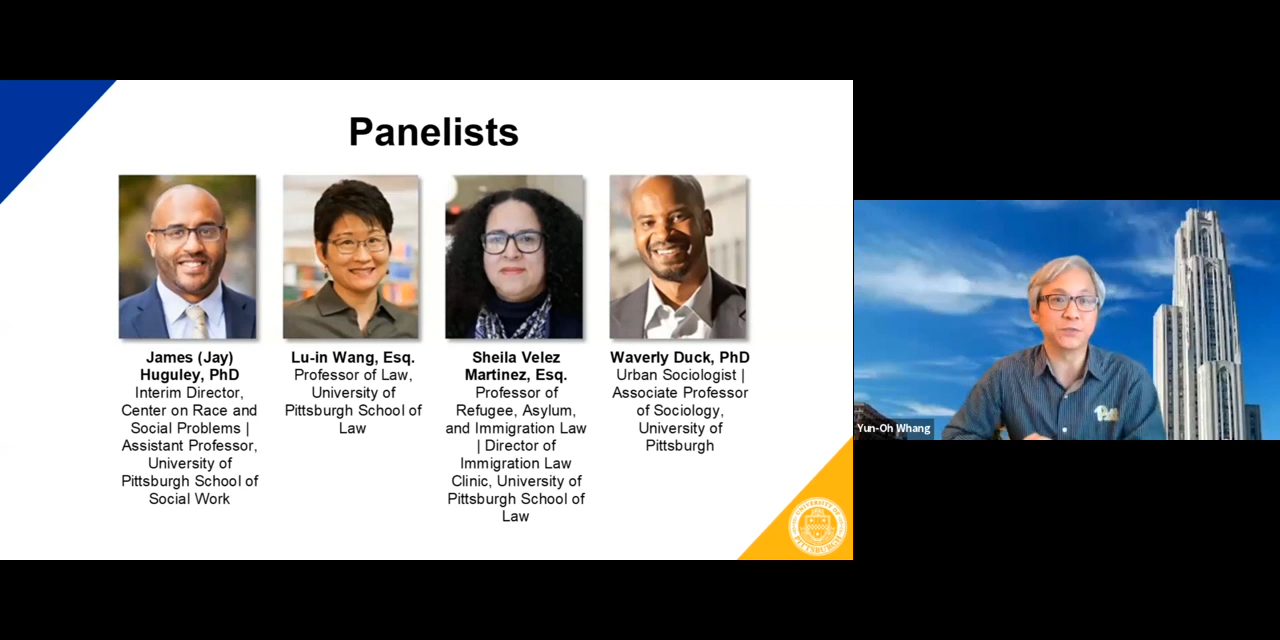 Panelists
James (Jay)
Huguley, PhD
Interim Director,
Center on Race and
Social Problems |
Assistant Professor,
University of
Pittsburgh School of
Social Work
Lu-in Wang, Esq.
Professor of Law,
University of
Pittsburgh School of
Law
Sheila Velez
Martinez, Esq.
Professor of
Refugee, Asylum,
and Immigration Law
| Director of
Immigration Law
Clinic, University of
Pittsburgh School of
Law
Waverly Duck, PhD
Urban Sociologist |
Associate Professor
of Sociology,
University of
Pittsburgh
UNIVERSITY OF
PITTSBURGH
Yun-Oh Whang